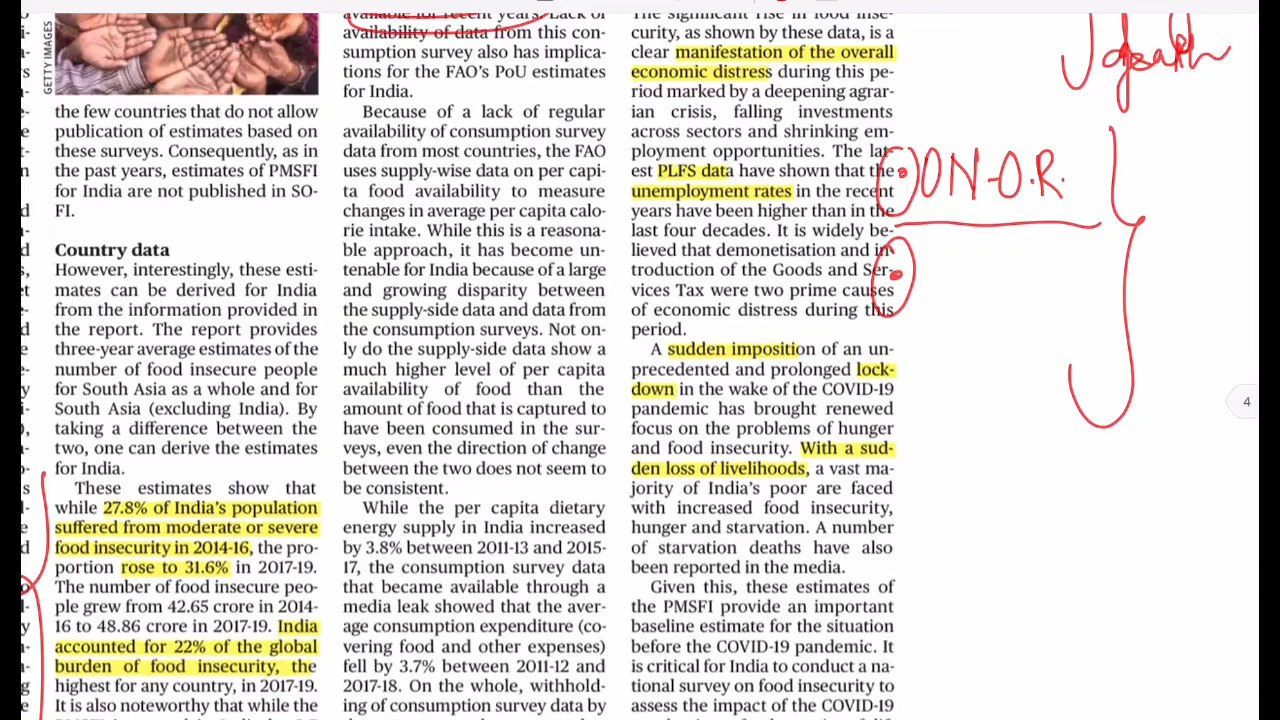 GETTY IMAGES
the few countries that do not allow
publication of estimates based on
these surveys. Consequently, as in
the past years, estimates of PMSFI
for India are not published in SO-
FI.
Country data
However, interestingly, these esti-
mates can be derived for India
from the information provided in
the report. The report provides
three-year average estimates of the
number of food insecure people
for South Asia as a whole and for
South Asia (excluding India). By
taking a difference between the
two, one can derive the estimates
for India.
These estimates show that
while 27.8% of India's population
suffered from moderate or severe
food insecurity in 2014-16, the pro-
portion rose to 31.6% in 2017-19.
The number of food insecure peo-
ple grew from 42.65 crore in 2014-
16 to 48.86 crore in 2017-19. India
accounted for 22% of the global
burden of food insecurity, the
highest for any country, in 2017-19.
It is also noteworthy that while the
available for recent years. Lack of
availability of data from this con-
sumption survey also has implica-
tions for the FAO's PoU estimates
for India.
Because of a lack of regular
availability of consumption survey
data from most countries, the FAO
uses supply-wise data on per capi-
ta food availability to measure
changes in average per capita calo-
rie intake. While this is a reasona-
ble approach, it has become un-
tenable for India because of a large
and growing disparity between
the supply-side data and data from
the consumption surveys. Not on-
ly do the supply-side data show a
much higher level of per capita
availability of food than the
amount of food that is captured to
have been consumed in the sur-
veys, even the direction of change
between the two does not seem to
be consistent.
While the per capita dietary
energy supply in India increased
by 3.8% between 2011-13 and 2015-
17, the consumption survey data
that became available through a
media leak showed that the aver-
age consumption expenditure (co-
vering food and other expenses)
fell by 3.7% between 2011-12 and
2017-18. On the whole, withhold-
ing of consumption survey data by
The significant rise in food inse-
curity, as shown by these data, is a
clear manifestation of the overall
economic distress during this pe-
riod marked by a deepening agrar-
ian crisis, falling investments
across sectors and shrinking em-
ployment opportunities. The lat-
est PLFS data have shown that the
unemployment rates in the recent
years have been higher than in the
last four decades. It is widely be-
lieved that demonetisation and in-
troduction of the Goods and Ser-
vices Tax were two prime causes
of economic distress during this
period.
A sudden imposition of an un-
precedented and prolonged lock-
down in the wake of the COVID-19
pandemic has brought renewed
focus on the problems of hunger
and food insecurity. With a sud-
den loss of livelihoods, a vast ma-
jority of India's poor are faced
with increased food insecurity,
hunger and starvation. A number
of starvation deaths have also
been reported in the media.
Given this, these estimates of
the PMSFI provide an important
baseline estimate for the situation
before the COVID-19 pandemic. It
is critical for India to conduct a na-
tional survey on food insecurity to
assess the impact of the COVID-19
4